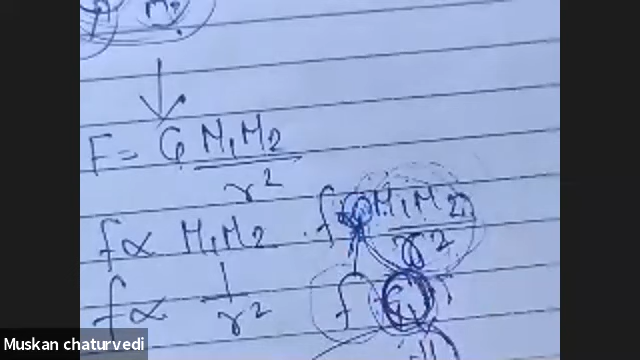 F = G M1M2 / r2
f ∝ M1M2 f ∝ M1M2 / r2
f ∝ 1 / r2 f G
Muskan chaturvedi